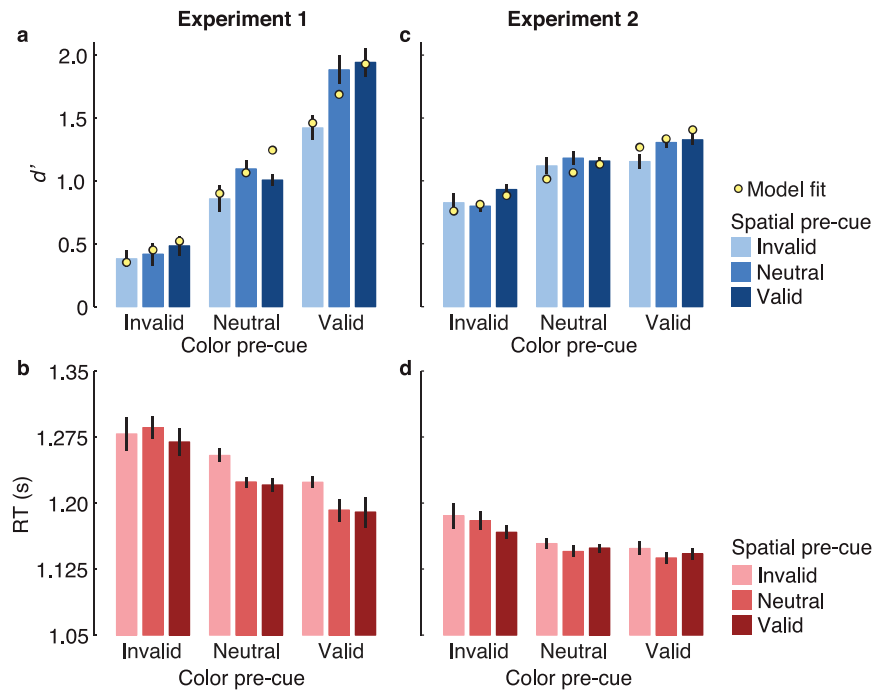 Experiment 1
Experiment 2
a
c
2.0
1.5
1.0
0.5
0
d'
Invalid
Neutral
Valid
Color pre-cue
Invalid
Neutral
Valid
Color pre-cue
Model fit
Spatial pre-cue
Invalid
Neutral
Valid
b
d
1.35
1.275
1.20
1.125
1.05
RT (s)
Invalid
Neutral
Valid
Color pre-cue
Invalid
Neutral
Valid
Color pre-cue
Spatial pre-cue
Invalid
Neutral
Valid